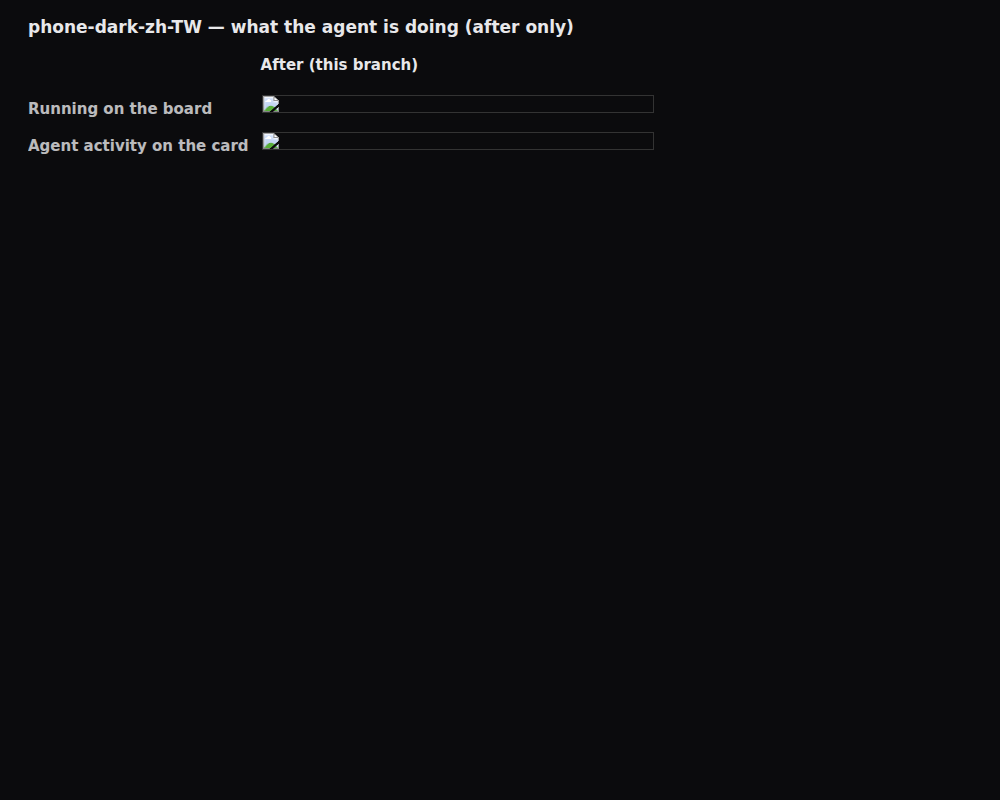 phone-dark-zh-TW — what the agent is doing (after only)
After (this branch)
Running on the board
Agent activity on the card